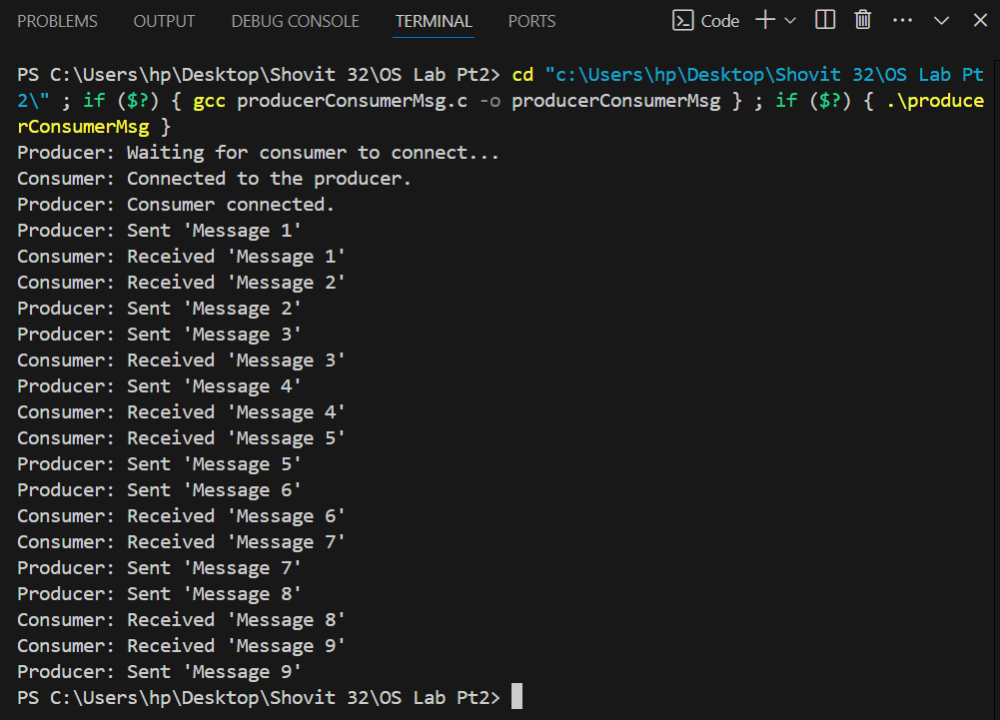 PROBLEMS OUTPUT DEBUG CONSOLE TERMINAL PORTS Code
PS C:\Users\hp\Desktop\Shovit 32\OS Lab Pt2> cd "c:\Users\hp\Desktop\Shovit 32\OS Lab Pt
2\" ; if ($?) { gcc producerConsumerMsg.c -o producerConsumerMsg } ; if ($?) { .\produce
rConsumerMsg }
Producer: Waiting for consumer to connect...
Consumer: Connected to the producer.
Producer: Consumer connected.
Producer: Sent 'Message 1'
Consumer: Received 'Message 1'
Consumer: Received 'Message 2'
Producer: Sent 'Message 2'
Producer: Sent 'Message 3'
Consumer: Received 'Message 3'
Producer: Sent 'Message 4'
Consumer: Received 'Message 4'
Consumer: Received 'Message 5'
Producer: Sent 'Message 5'
Producer: Sent 'Message 6'
Consumer: Received 'Message 6'
Consumer: Received 'Message 7'
Producer: Sent 'Message 7'
Producer: Sent 'Message 8'
Consumer: Received 'Message 8'
Consumer: Received 'Message 9'
Producer: Sent 'Message 9'
PS C:\Users\hp\Desktop\Shovit 32\OS Lab Pt2>